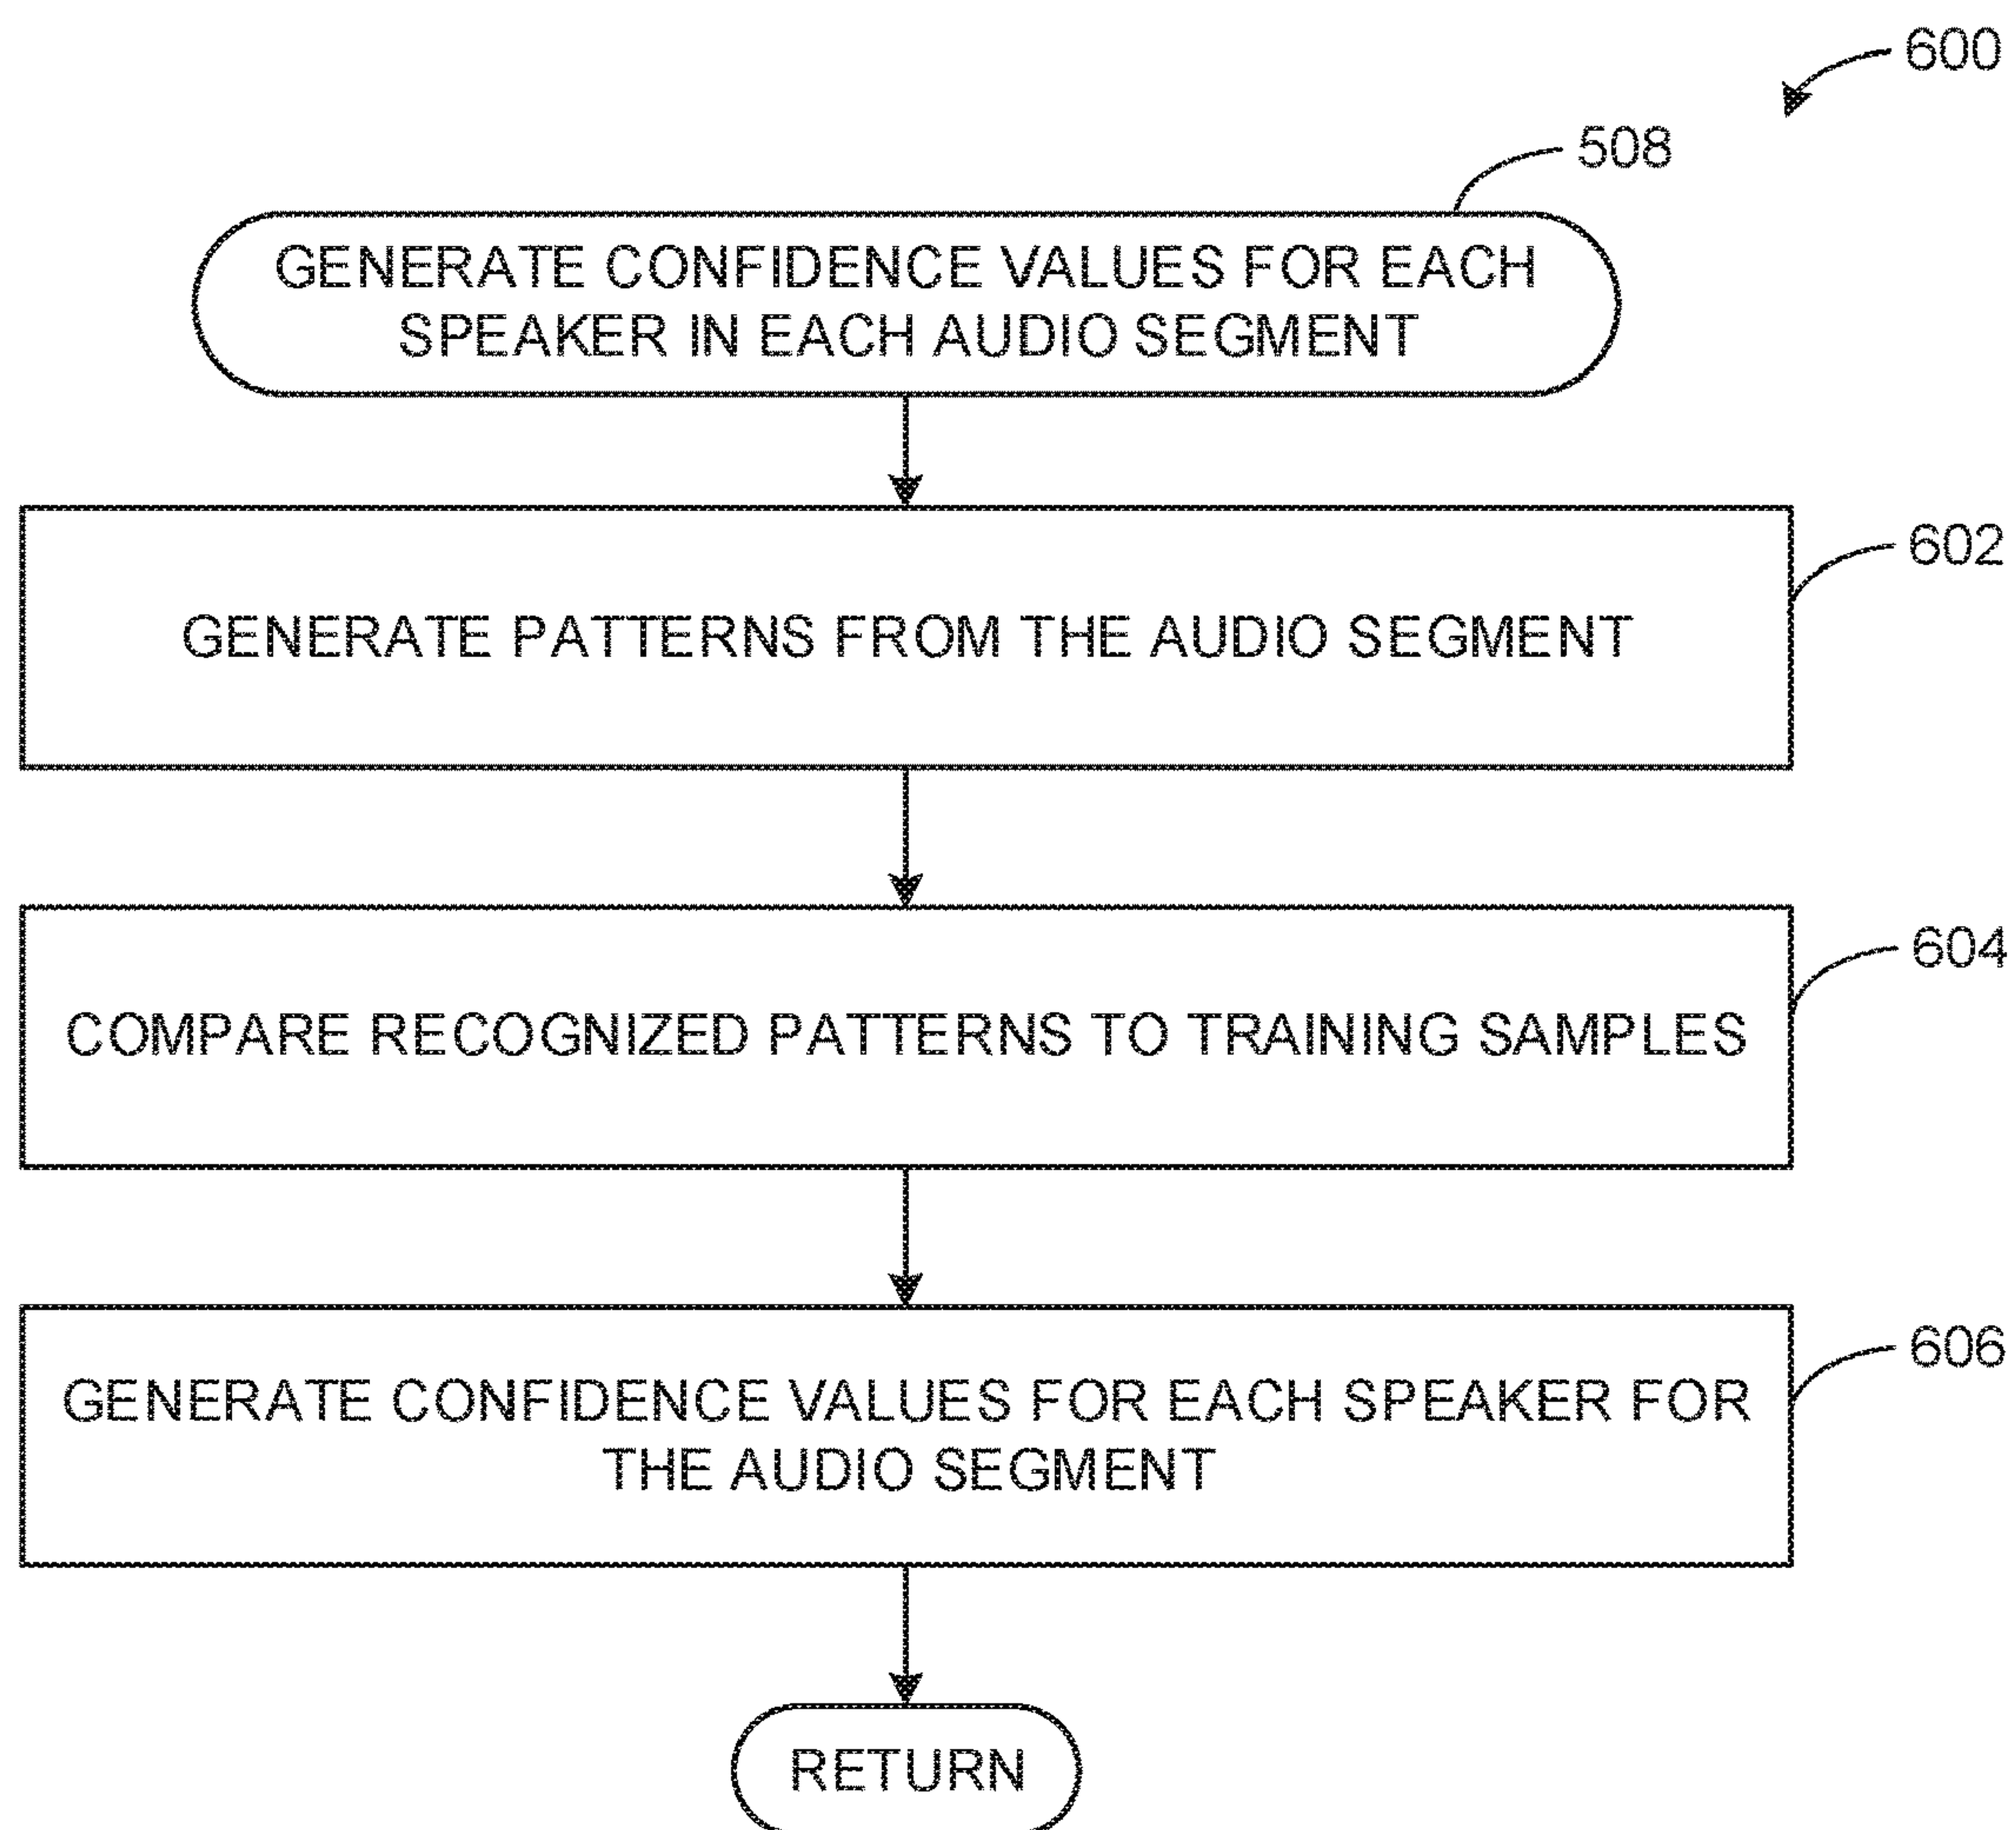 600
508
GENERATE CONFIDENCE VALUES FOR EACH
SPEAKER IN EACH AUDIO SEGMENT
602
GENERATE PATTERNS FROM THE AUDIO SEGMENT
604
COMPARE RECOGNIZED PATTERNS TO TRAINING SAMPLES
606
GENERATE CONFIDENCE VALUES FOR EACH SPEAKER FOR
THE AUDIO SEGMENT
RETURN